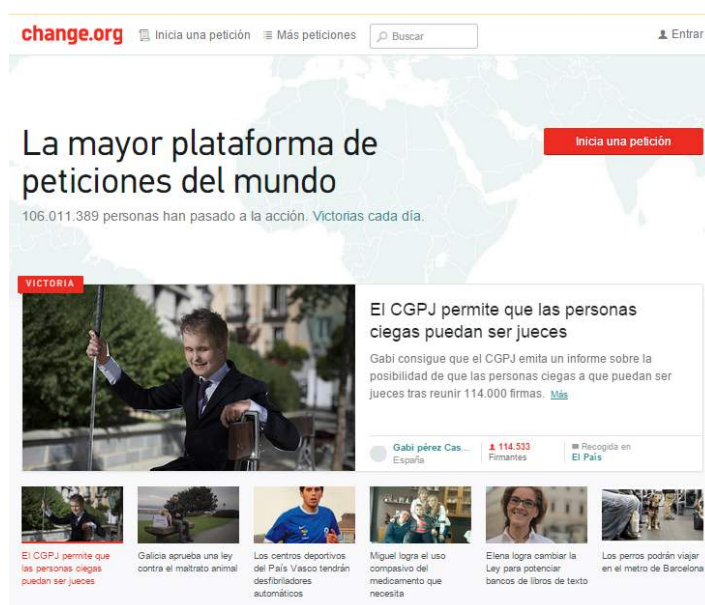 change.org Inicia una petición Más peticiones Buscar Entrar
La mayor plataforma de
peticiones del mundo
Inicia una petición
106.011.389 personas han pasado a la acción. Victorias cada día.
VICTORIA
El CGPJ permite que las personas
ciegas puedan ser jueces
Gabi consigue que el CGPJ emita un informe sobre la
posibilidad de que las personas ciegas a que puedan ser
jueces tras reunir 114.000 firmas. Más
Gabi pérez Cas...
España
114.533
Firmantes
Recogida en
El País
El CGPJ permite que
las personas ciegas
puedan ser jueces
Galicia aprueba una ley
contra el maltrato animal
Los centros deportivos
del País Vasco tendrán
desfibriladores
automáticos
Miguel logra el uso
compasivo del
medicamento que
necesita
Elena logra cambiar la
Ley para potenciar
bancos de libros de texto
Los perros podrán viajar
en el metro de Barcelona